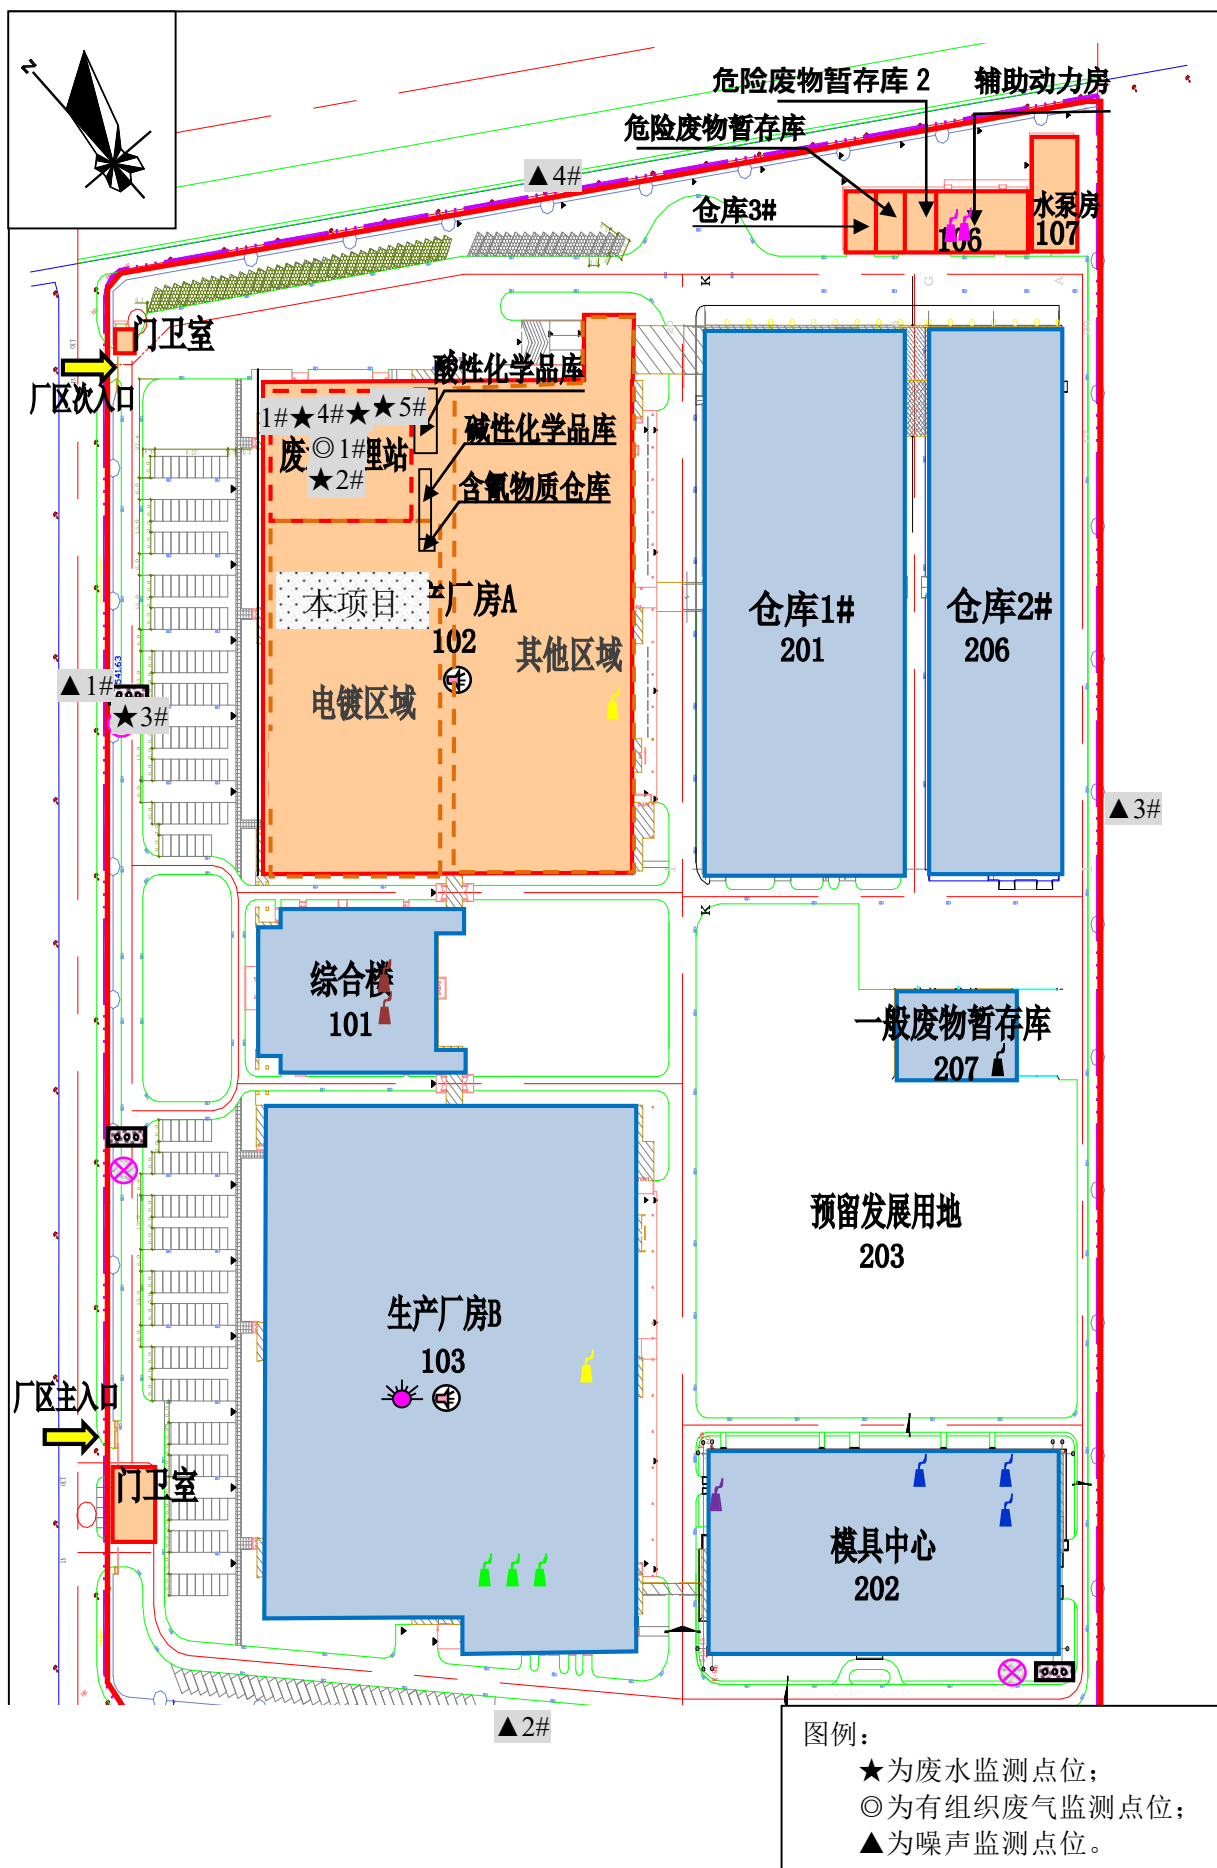 N
危险废物暂存库 2
辅助动力房
危险废物暂存库
▲4#
仓库3#
水泵房
106
107
K
G
A
门卫室
厂区次入口
酸性化学品库
1#★4#★★5#
碱性化学品库
废
◎1#
理站
★2#
含氰物质仓库
本项目
产厂房A
102
仓库1#
201
仓库2#
206
其他区域
541.63
▲1#
★3#
电镀区域
▲3#
K
综合楼
101
一般废物暂存库
207
预留发展用地
203
生产厂房B
103
厂区主入口
门卫室
模具中心
202
▲2#
图例：
★为废水监测点位；
◎为有组织废气监测点位；
▲为噪声监测点位。